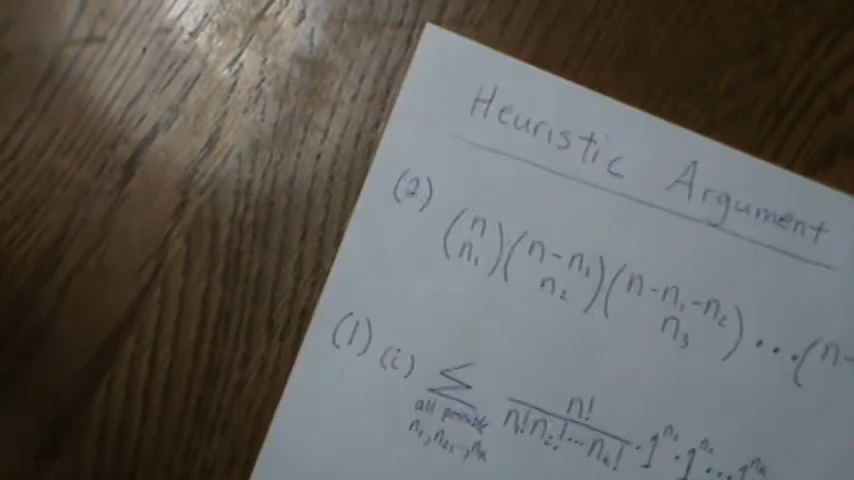 Heuristic Argument
(2) (n n₁)(n-n₁ n₂)(n-n₁-n₂ n₃)...(n-
(1) (i) Σ n!/n₁!n₂!...nₖ! · 1^n₁ · 1^n₂ ... 1^nₖ
all possible
n₁, n₂, ..., nₖ